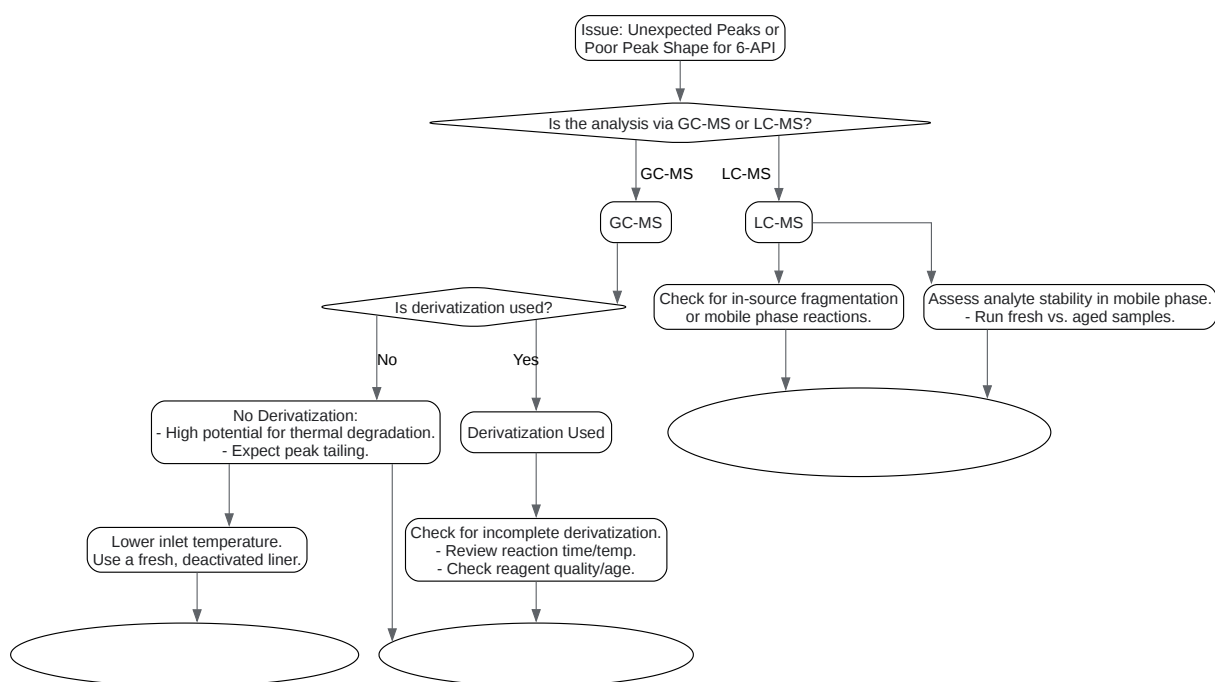 Issue: Unexpected Peaks or
Poor Peak Shape for 6-API
Is the analysis via GC-MS or LC-MS?
GC-MS
LC-MS
GC-MS
LC-MS
Is derivatization used?
Check for in-source fragmentation
or mobile phase reactions.
Assess analyte stability in mobile phase.
- Run fresh vs. aged samples.
No
Yes
No Derivatization:
- High potential for thermal degradation.
- Expect peak tailing.
Derivatization Used
Lower inlet temperature.
Use a fresh, deactivated liner.
Check for incomplete derivatization.
- Review reaction time/temp.
- Check reagent quality/age.